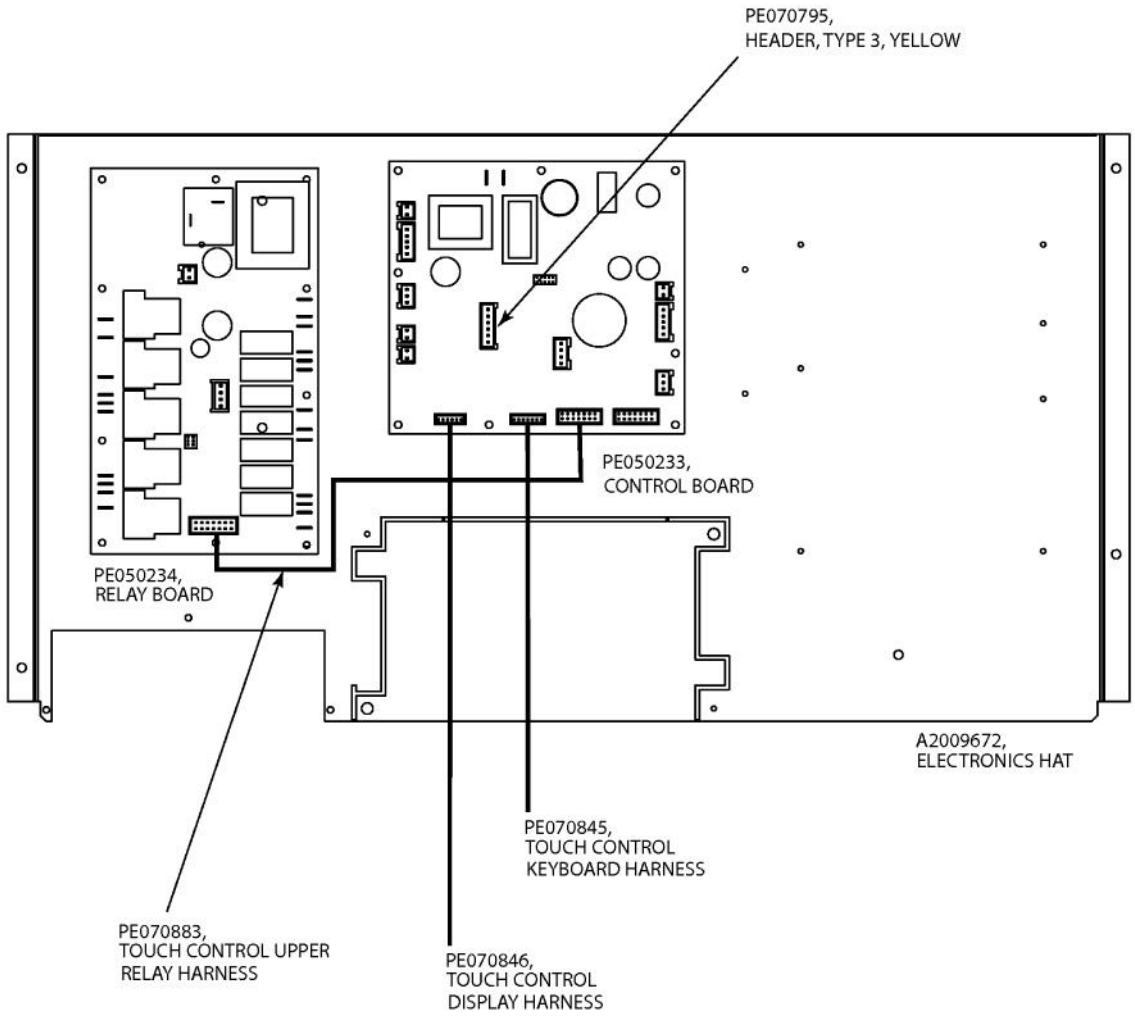 PE070795,
HEADER, TYPE 3, YELLOW
PE050233,
CONTROL BOARD
PE050234,
RELAY BOARD
A2009672,
ELECTRONICS HAT
PE070845,
TOUCH CONTROL
KEYBOARD HARNESS
PE070883,
TOUCH CONTROL UPPER
RELAY HARNESS
PE070846,
TOUCH CONTROL
DISPLAY HARNESS